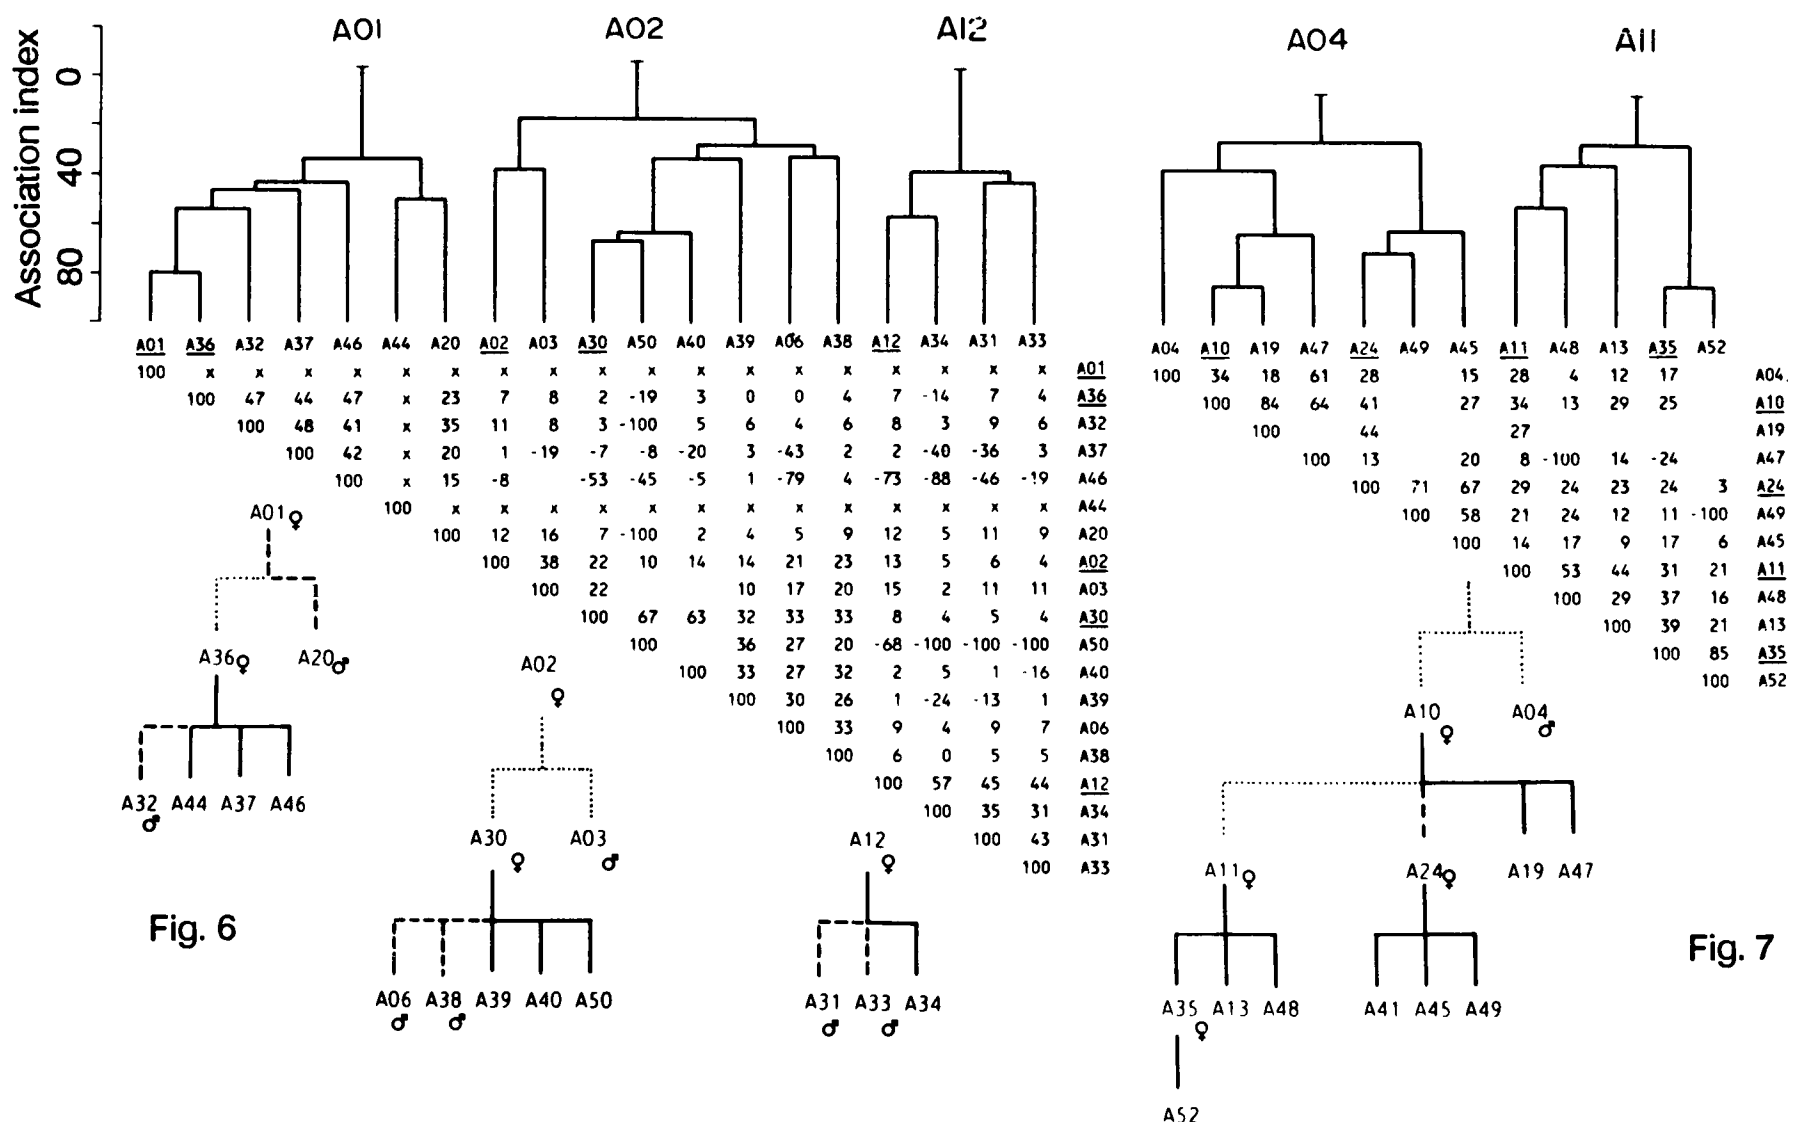 A01 A02 A12 A04 A11
Association index
0
40
80
A01 A36 A32 A37 A46 A44 A20 A02 A03 A30 A50 A40 A39 A06 A38 A12 A34 A31 A33
100 x x x x x x x x x x x x x x x x x x A01
100 47 44 47 x 23 7 8 2 -19 3 0 0 4 7 -14 7 4 A36
100 48 41 x 35 11 8 3 -100 5 6 4 6 8 3 9 6 A32
100 42 x 20 1 -19 -7 -8 -20 3 -43 2 2 -40 -36 3 A37
100 x 15 -8 -53 -45 -5 1 -79 4 -73 -88 -46 -19 A46
100 x x x x x x x x x x x x x A44
100 12 16 7 -100 2 4 5 9 12 5 11 9 A20
100 38 22 10 14 14 21 23 13 5 6 4 A02
100 22 10 17 20 15 2 11 11 A03
100 67 63 32 33 33 8 4 5 4 A30
100 36 27 20 -68 -100 -100 -100 A50
100 33 27 32 2 5 1 -16 A40
100 30 26 1 -24 -13 1 A39
100 33 9 4 9 7 A06
100 6 0 5 5 A38
100 57 45 44 A12
100 35 31 A34
100 43 A31
100 A33
A01♀
A36♀ A20♂
A32♂ A44 A37 A46
A02♀
A30♀ A03♂
A06♂ A38♂ A39 A40 A50
A12♀
A31♂ A33♂ A34
Fig. 6
A04 A10 A19 A47 A24 A49 A45 A11 A48 A13 A35 A52
100 34 18 61 28 15 28 4 12 17 A04.
100 84 64 41 27 34 13 29 25 A10
100 44 27 A19
100 13 20 8 -100 14 -24 A47
100 71 67 29 24 23 24 3 A24
100 58 21 24 12 11 -100 A49
100 14 17 9 17 6 A45
100 53 44 31 21 A11
100 29 37 16 A48
100 39 21 A13
100 85 A35
100 A52
A10♀ A04♂
A11♀ A24♀ A19 A47
A35♀ A13 A48 A41 A45 A49
A52
Fig. 7